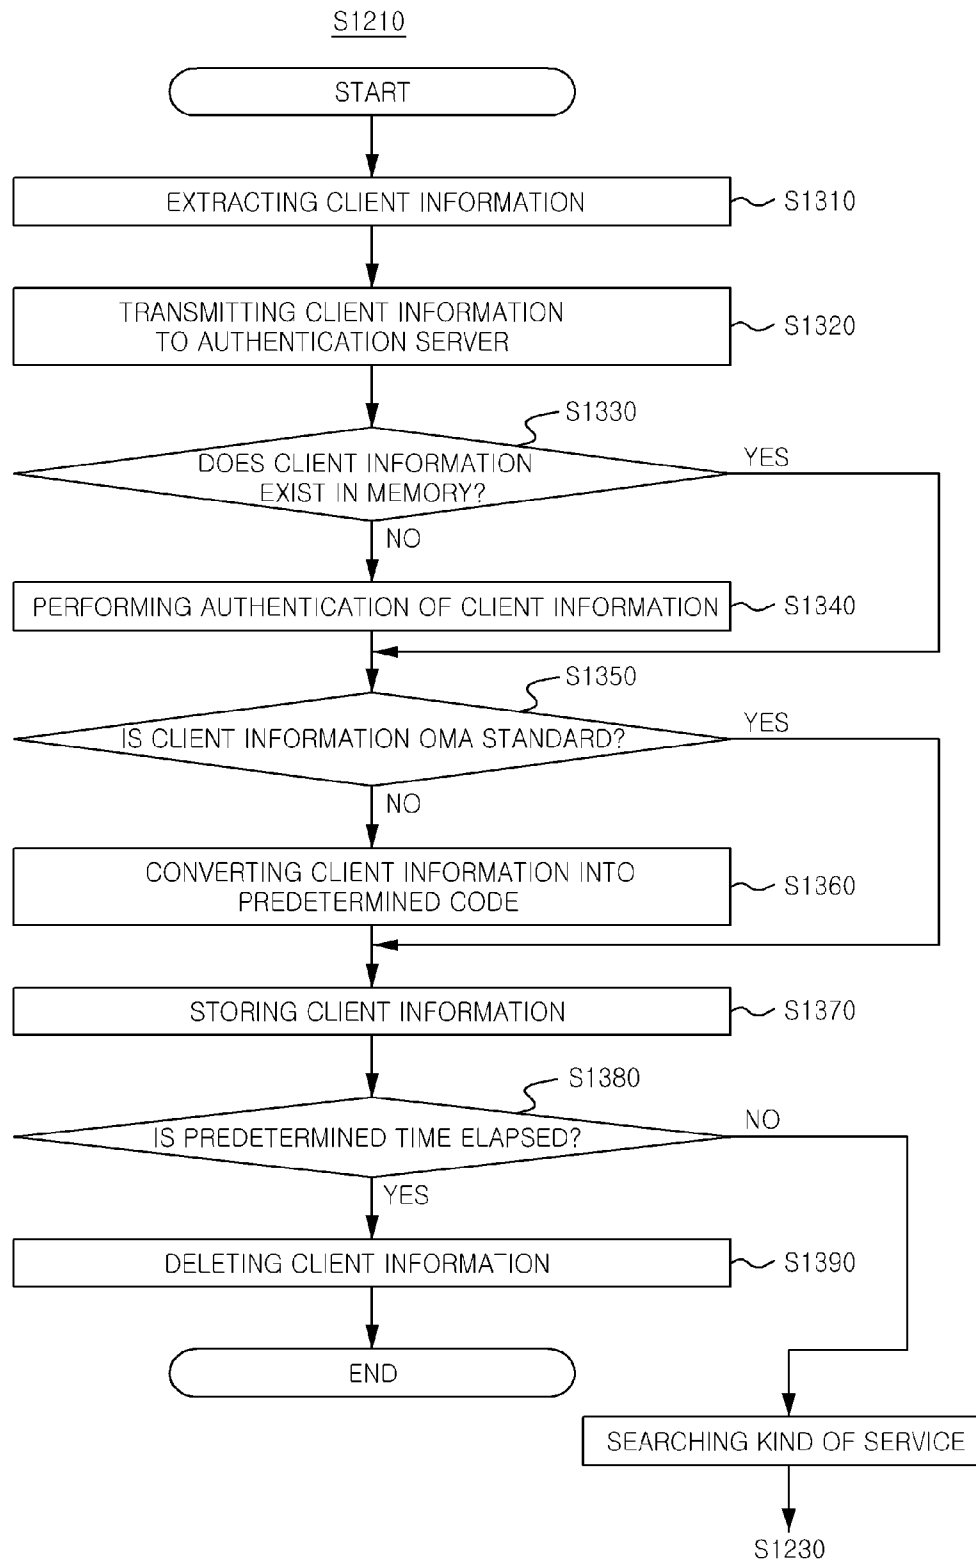 S1210
START
EXTRACTING CLIENT INFORMATION
S1310
TRANSMITTING CLIENT INFORMATION
TO AUTHENTICATION SERVER
S1320
S1330
DOES CLIENT INFORMATION
EXIST IN MEMORY?
YES
NO
PERFORMING AUTHENTICATION OF CLIENT INFORMATION
S1340
S1350
IS CLIENT INFORMATION OMA STANDARD?
YES
NO
CONVERTING CLIENT INFORMATION INTO
PREDETERMINED CODE
S1360
STORING CLIENT INFORMATION
S1370
S1380
IS PREDETERMINED TIME ELAPSED?
NO
YES
DELETING CLIENT INFORMATION
S1390
END
SEARCHING KIND OF SERVICE
S1230